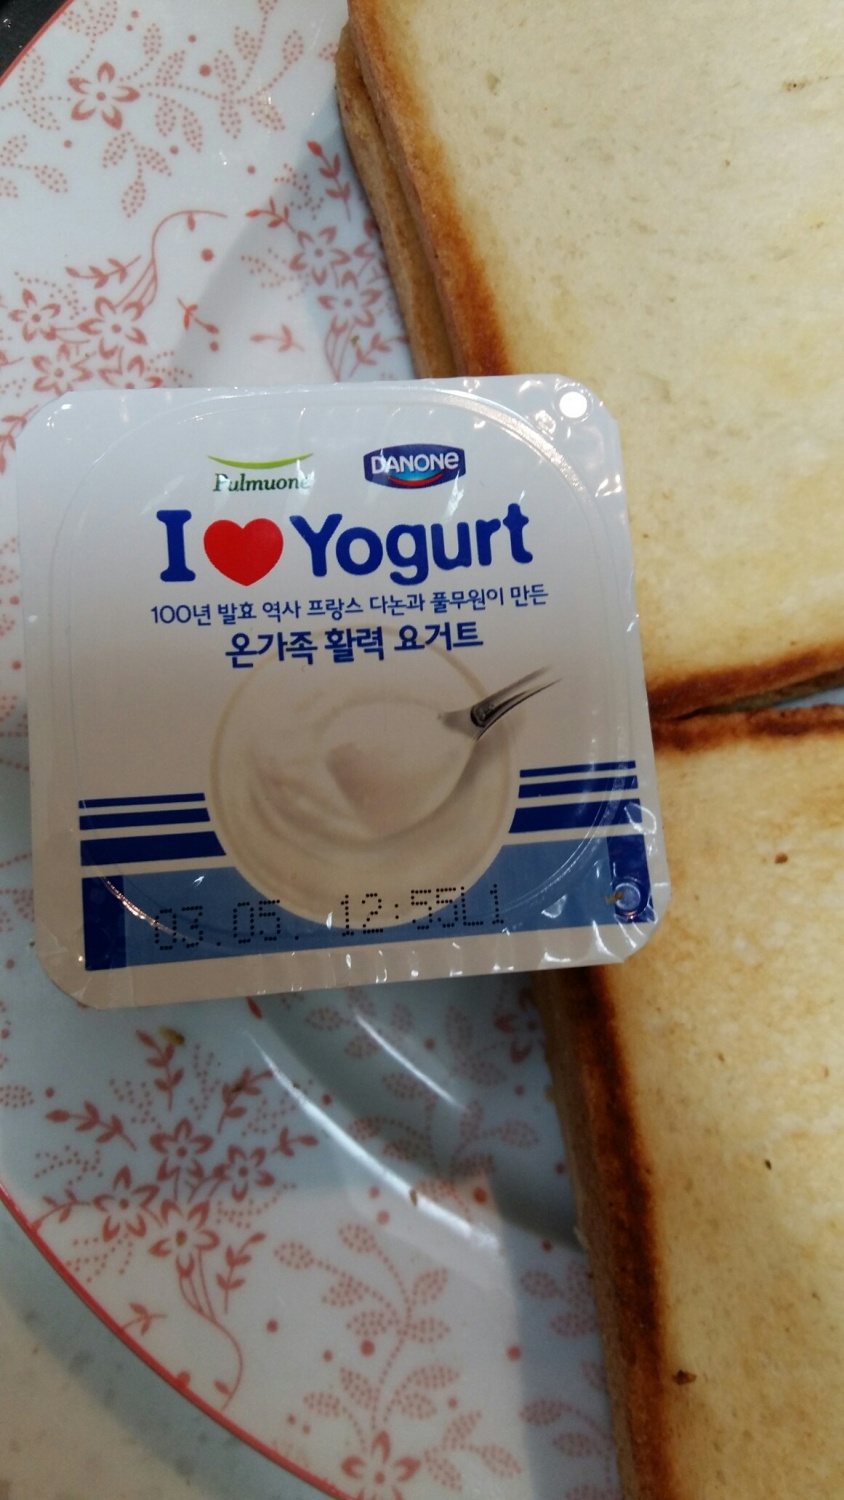 Pulmuone DANONE
I ♥ Yogurt
100년 발효 역사 프랑스 다논과 풀무원이 만든
온가족 활력 요거트
03.05. 12:55L1